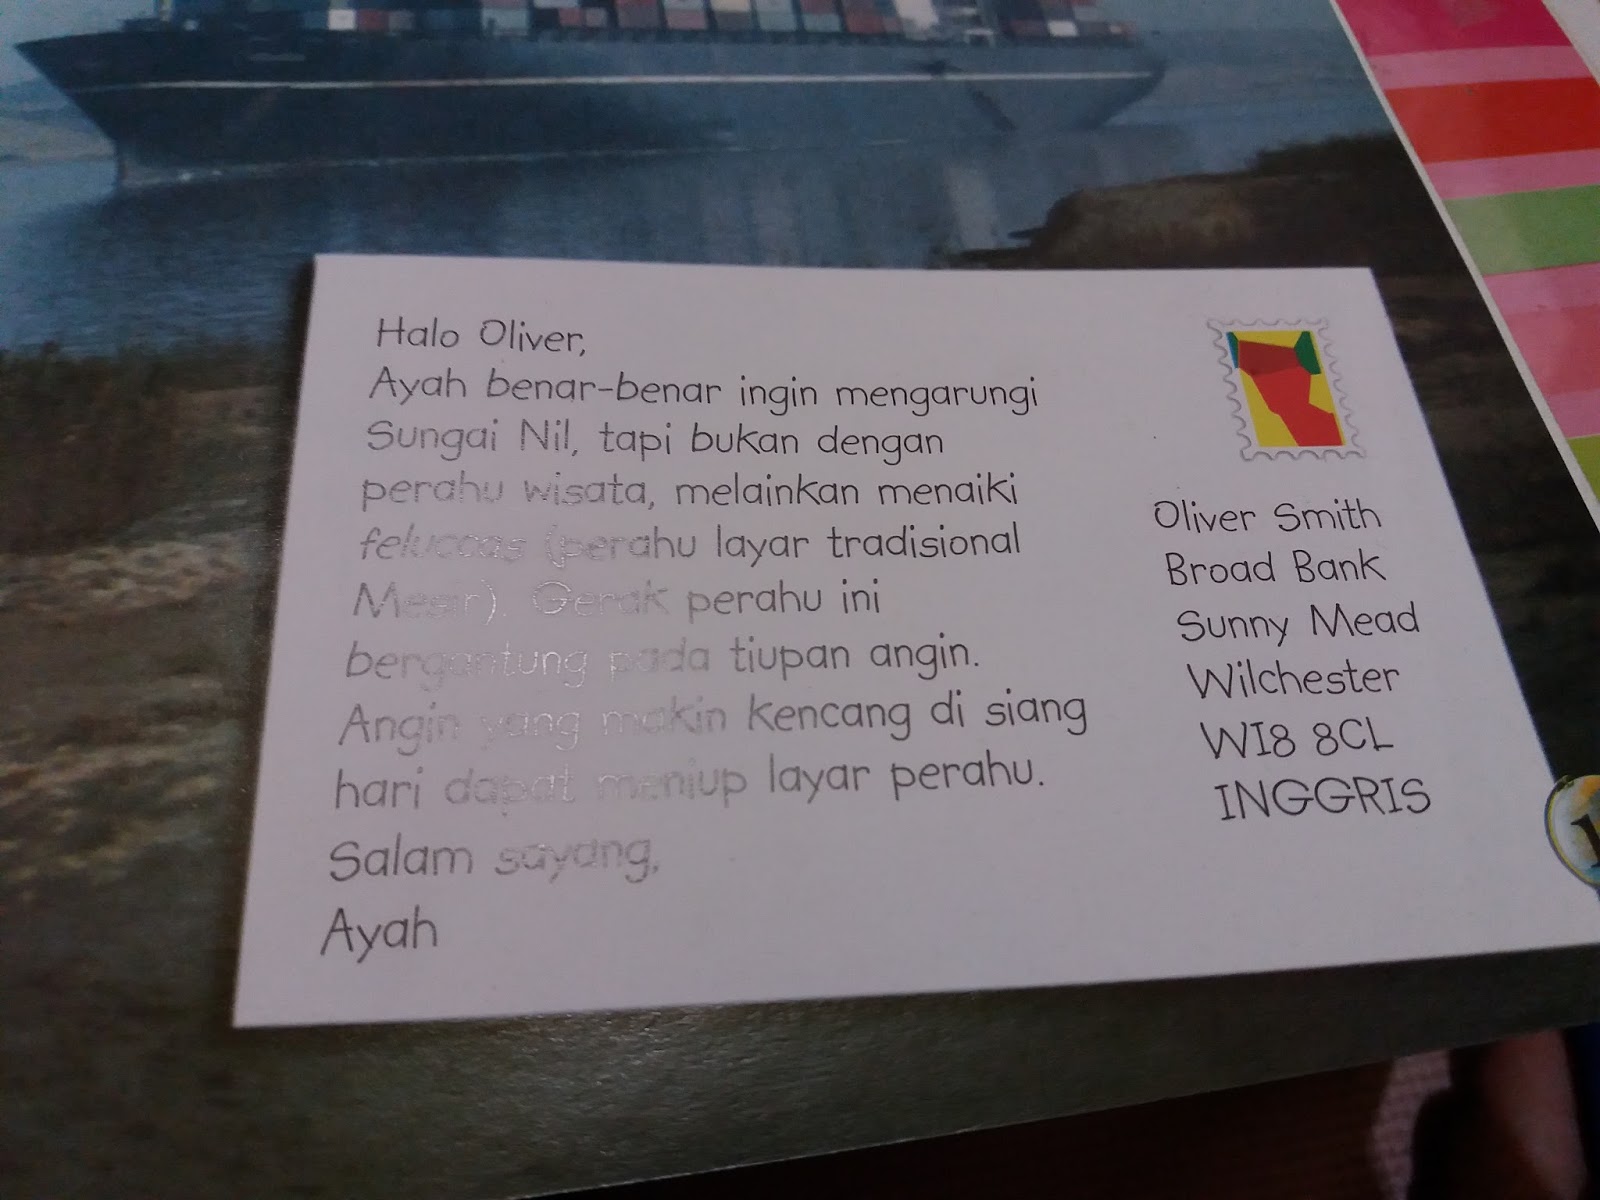 Halo Oliver,
Ayah benar-benar ingin mengarungi
Sungai Nil, tapi bukan dengan
perahu wisata, melainkan menaiki
feluccas (perahu layar tradisional
Mesir). Gerak perahu ini
bergantung pada tiupan angin.
Angin yang makin kencang di siang
hari dapat meniup layar perahu.
Salam sayang,
Ayah
Oliver Smith
Broad Bank
Sunny Mead
Wilchester
WI8 8CL
INGGRIS